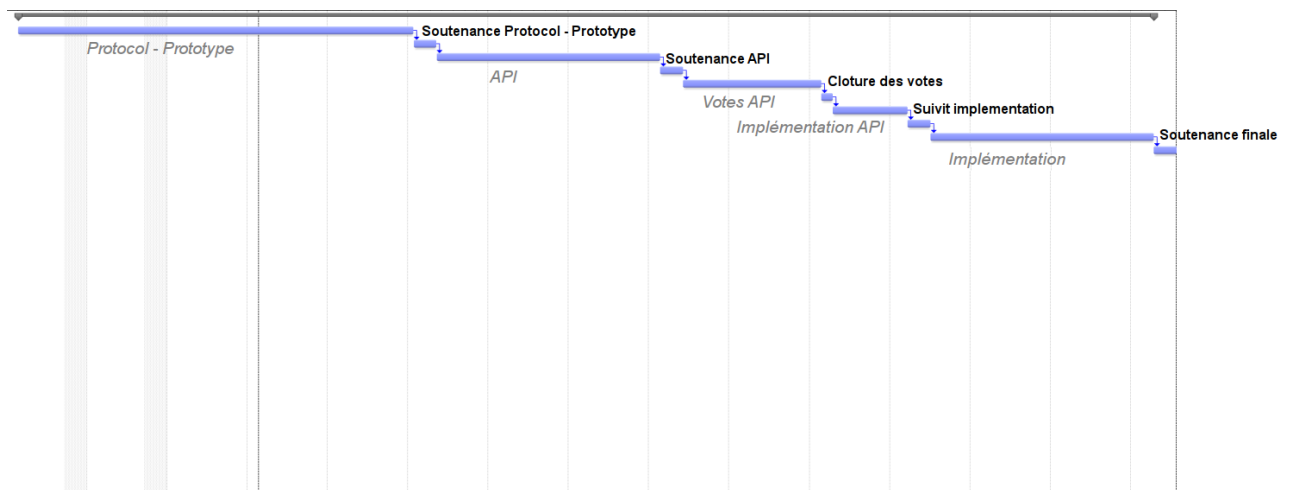 Soutenance Protocol - Prototype
Protocol - Prototype
Soutenance API
API
Cloture des votes
Votes API
Suivit implementation
Implémentation API
Soutenance finale
Implémentation